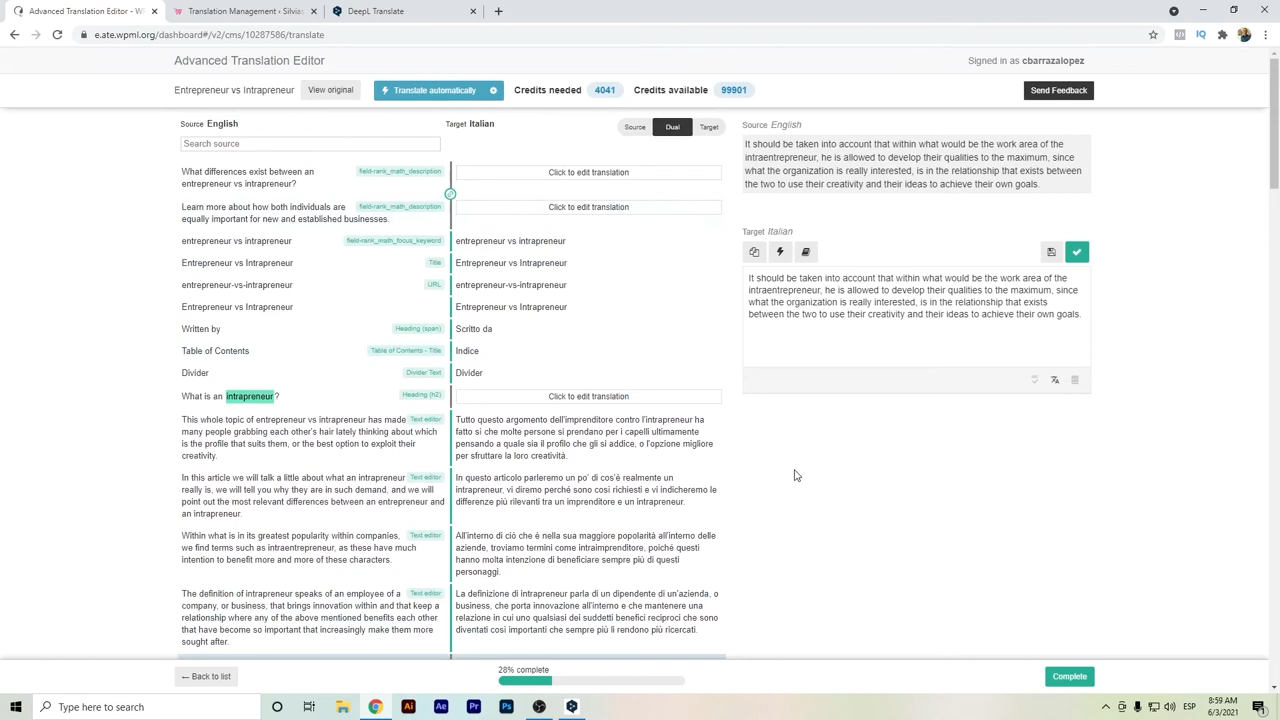 Advanced Translation Editor - WP
Translation Management ‹ Silvia
DeepL Translate
e.ate.wpml.org/dashboard#/v2/cms/10287586/translate
Advanced Translation Editor
Signed in as cbarrazalopez
Entrepreneur vs Intrapreneur
View original
Translate automatically
Credits needed 4041
Credits available 99901
Send Feedback
Source English
Target Italian
Source
Dual
Target
Search source
What differences exist between an
entrepreneur vs intrapreneur?
field-rank_math_description
Click to edit translation
Learn more about how both individuals are
equally important for new and established businesses.
field-rank_math_description
Click to edit translation
entrepreneur vs intrapreneur
field-rank_math_focus_keyword
entrepreneur vs intrapreneur
Entrepreneur vs Intrapreneur
Title
Entrepreneur vs Intrapreneur
entrepreneur-vs-intrapreneur
URL
entrepreneur-vs-intrapreneur
Entrepreneur vs Intrapreneur
Entrepreneur vs Intrapreneur
Written by
Heading (span)
Scritto da
Table of Contents
Table of Contents - Title
Indice
Divider
Divider Text
Divider
What is an intrapreneur?
Heading (h2)
Click to edit translation
This whole topic of entrepreneur vs intrapreneur has made
many people grabbing each other's hair lately thinking about which
is the profile that suits them, or the best option to exploit their
creativity.
Text editor
Tutto questo argomento dell'imprenditore contro l'intrapreneur ha
fatto sì che molte persone si prendano per i capelli ultimamente
pensando a quale sia il profilo che gli si addice, o l'opzione migliore
per sfruttare la loro creatività.
In this article we will talk a little about what an intrapreneur
really is, we will tell you why they are in such demand, and we will
point out the most relevant differences between an entrepreneur and
an intrapreneur.
Text editor
In questo articolo parleremo un po' di cos'è realmente un
intrapreneur, vi diremo perché sono così richiesti e vi indicheremo le
differenze più rilevanti tra un imprenditore e un intrapreneur.
Within what is in its greatest popularity within companies,
we find terms such as intraentrepreneur, as these have much
intention to benefit more and more of these characters.
Text editor
All'interno di ciò che è nella sua maggiore popolarità all'interno delle
aziende, troviamo termini come intraimprenditore, poiché questi
hanno molta intenzione di beneficiare sempre più di questi
personaggi.
The definition of intrapreneur speaks of an employee of a
company, or business, that brings innovation within and that keep a
relationship where any of the above mentioned benefits each other
that have become so important that increasingly make them more
sought after.
Text editor
La definizione di intrapreneur parla di un dipendente di un'azienda, o
business, che porta innovazione all'interno e che mantenere una
relazione in cui uno qualsiasi dei suddetti benefici reciproci che sono
diventati così importanti che sempre più li rendono più ricercati.
Source English
It should be taken into account that within what would be the work area of the
intraentrepreneur, he is allowed to develop their qualities to the maximum, since
what the organization is really interested, is in the relationship that exists between
the two to use their creativity and their ideas to achieve their own goals.
Target Italian
It should be taken into account that within what would be the work area of the
intraentrepreneur, he is allowed to develop their qualities to the maximum, since
what the organization is really interested, is in the relationship that exists
between the two to use their creativity and their ideas to achieve their own goals.
← Back to list
28% complete
Complete
Type here to search
ESP
8:59 AM
6/3/2021